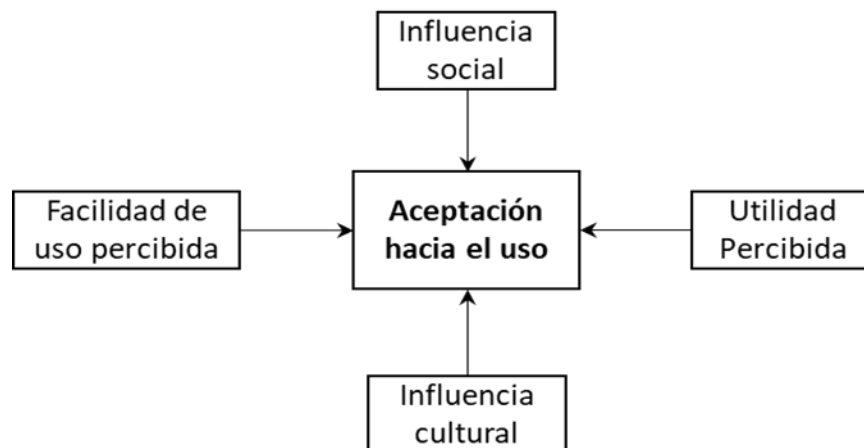 Influencia
social
Facilidad de
uso percibida
Aceptación
hacia el uso
Utilidad
Percibida
Influencia
cultural